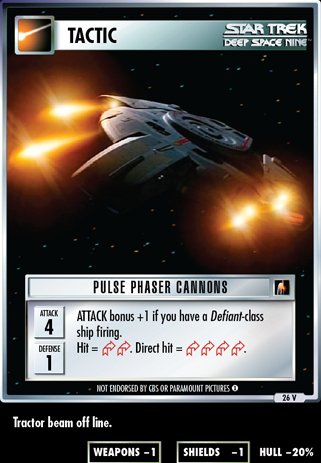 TACTIC
STAR TREK
DEEP SPACE NINE
PULSE PHASER CANNONS
ATTACK
4
DEFENSE
1
ATTACK bonus +1 if you have a Defiant-class
ship firing.
Hit = . Direct hit = .
NOT ENDORSED BY CBS OR PARAMOUNT PICTURES
26 V
Tractor beam off line.
WEAPONS -1 SHIELDS -1 HULL -20%